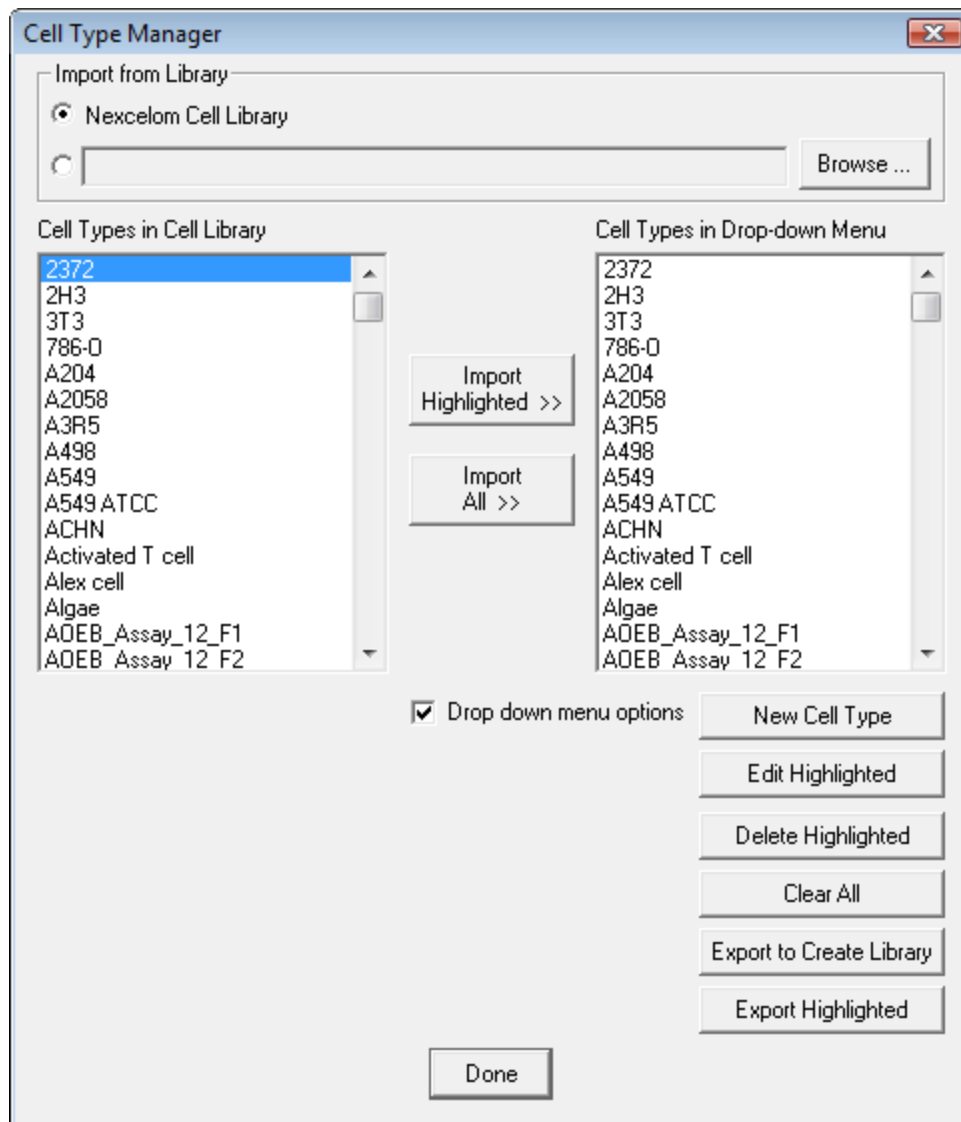 Cell Type Manager
Import from Library
Nexcelom Cell Library
Browse ...
Cell Types in Cell Library
2372
2H3
3T3
786-O
A204
A2058
A3R5
A498
A549
A549 ATCC
ACHN
Activated T cell
Alex cell
Algae
AOEB_Assay_12_F1
AOEB_Assay_12_F2
Import
Highlighted >>
Import
All >>
Cell Types in Drop-down Menu
2372
2H3
3T3
786-O
A204
A2058
A3R5
A498
A549
A549 ATCC
ACHN
Activated T cell
Alex cell
Algae
AOEB_Assay_12_F1
AOEB_Assay_12_F2
Drop down menu options
New Cell Type
Edit Highlighted
Delete Highlighted
Clear All
Export to Create Library
Export Highlighted
Done